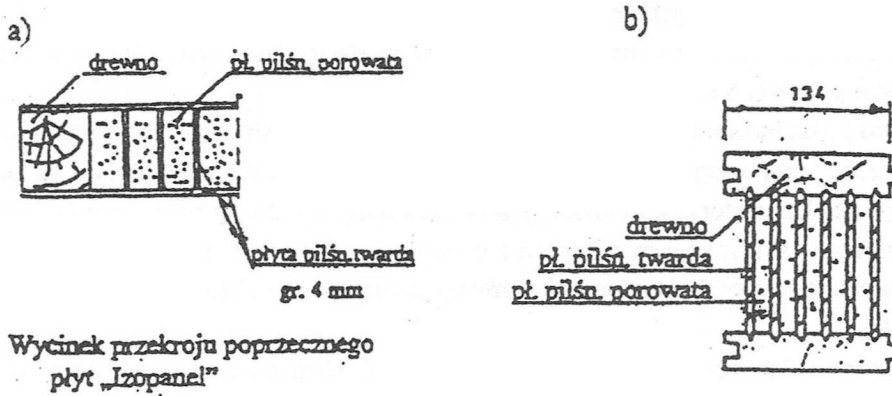 a)
drewno
pł. pilśn. porowata
płyta pilśn. twarda
gr. 4 mm
Wycinek przekroju poprzecznego
płyt „Izopanel”
b)
134
drewno
pł. pilśn. twarda
pł. pilśn. porowata